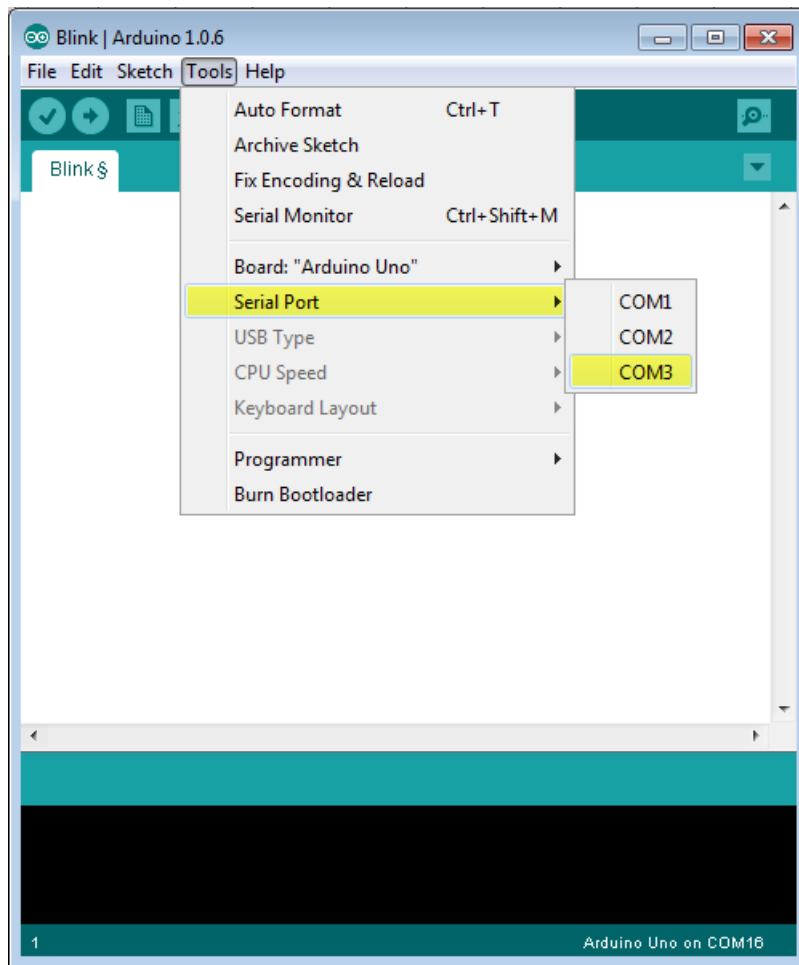 Blink | Arduino 1.0.6
File Edit Sketch Tools Help
Auto Format Ctrl+T
Archive Sketch
Blink §
Fix Encoding & Reload
Serial Monitor Ctrl+Shift+M
Board: "Arduino Uno"
Serial Port
COM1
USB Type
COM2
CPU Speed
COM3
Keyboard Layout
Programmer
Burn Bootloader
1 Arduino Uno on COM16